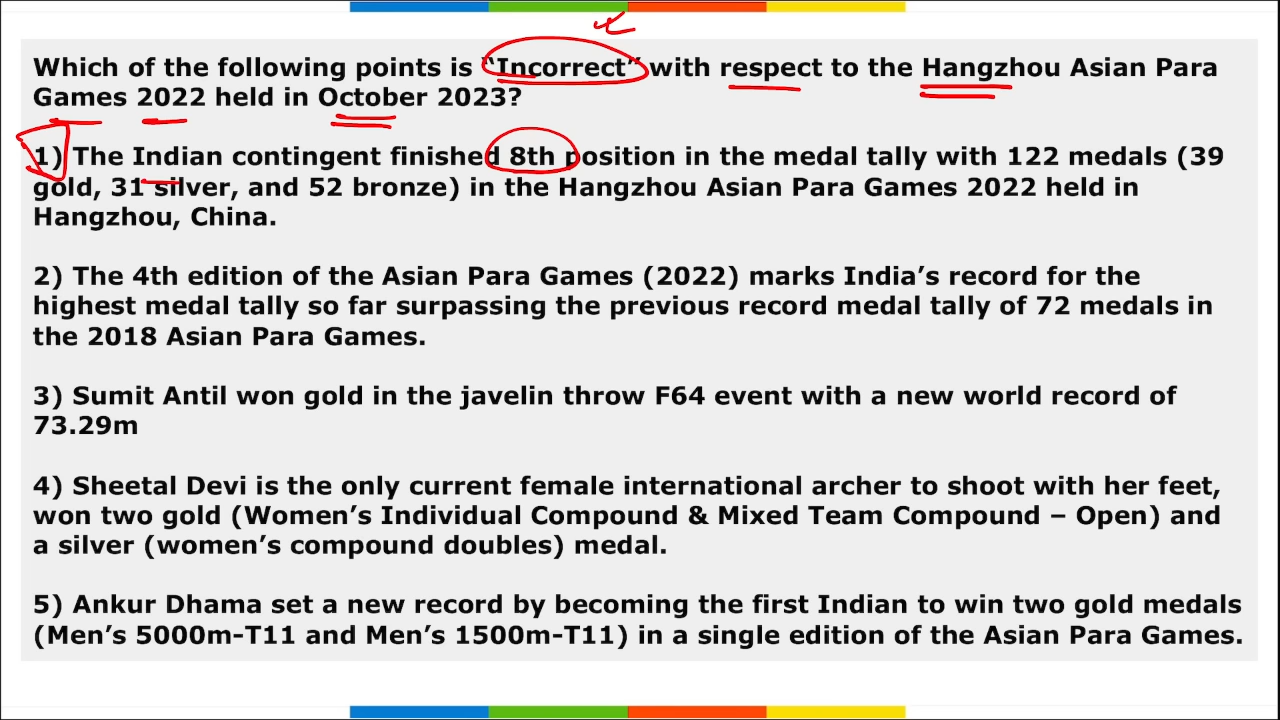 Which of the following points is “Incorrect” with respect to the Hangzhou Asian Para
Games 2022 held in October 2023?
1) The Indian contingent finished 8th position in the medal tally with 122 medals (39
gold, 31 silver, and 52 bronze) in the Hangzhou Asian Para Games 2022 held in
Hangzhou, China.
2) The 4th edition of the Asian Para Games (2022) marks India’s record for the
highest medal tally so far surpassing the previous record medal tally of 72 medals in
the 2018 Asian Para Games.
3) Sumit Antil won gold in the javelin throw F64 event with a new world record of
73.29m
4) Sheetal Devi is the only current female international archer to shoot with her feet,
won two gold (Women’s Individual Compound & Mixed Team Compound – Open) and
a silver (women’s compound doubles) medal.
5) Ankur Dhama set a new record by becoming the first Indian to win two gold medals
(Men’s 5000m-T11 and Men’s 1500m-T11) in a single edition of the Asian Para Games.